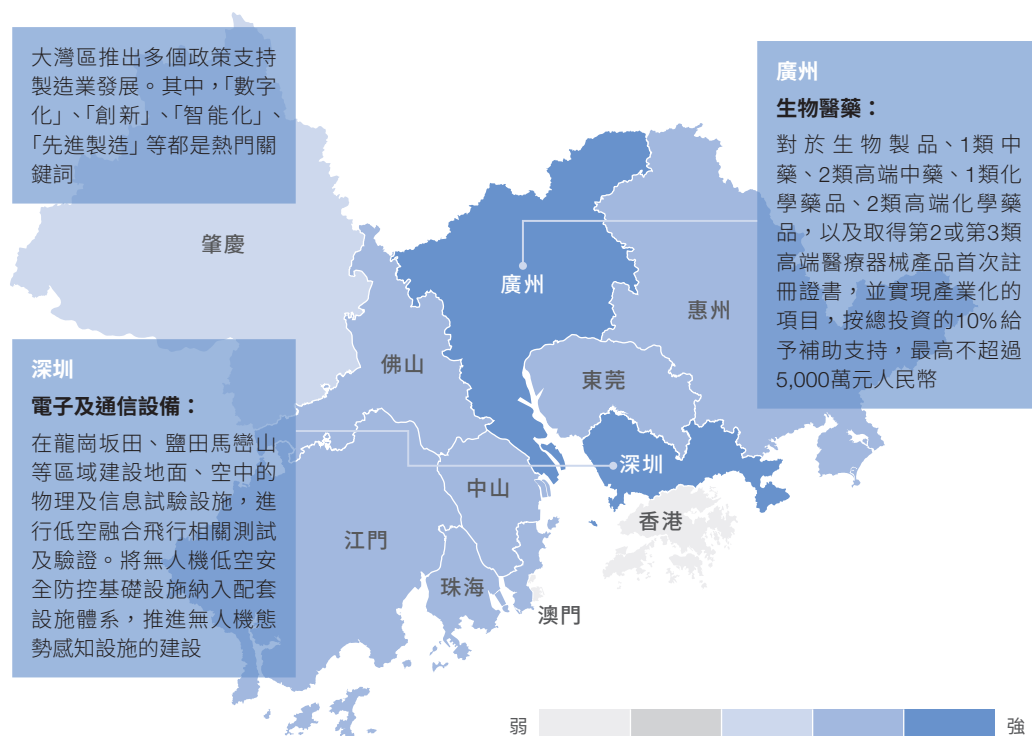 大灣區推出多個政策支持
製造業發展。其中，「數字
化」、「創新」、「智能化」、
「先進製造」等都是熱門關
鍵詞
廣州
生物醫藥：
對於生物製品、1類中
藥、2類高端中藥、1類化
學藥品、2類高端化學藥
品，以及取得第2或第3類
高端醫療器械產品首次註
冊證書，並實現產業化的
項目，按總投資的10%給
予補助支持，最高不超過
5,000萬元人民幣
肇慶
廣州
惠州
佛山
東莞
深圳
中山
香港
江門
珠海
澳門
深圳
電子及通信設備：
在龍崗坂田、鹽田馬巒山
等區域建設地面、空中的
物理及信息試驗設施，進
行低空融合飛行相關測試
及驗證。將無人機低空安
全防控基礎設施納入配套
設施體系，推進無人機態
勢感知設施的建設
弱
強